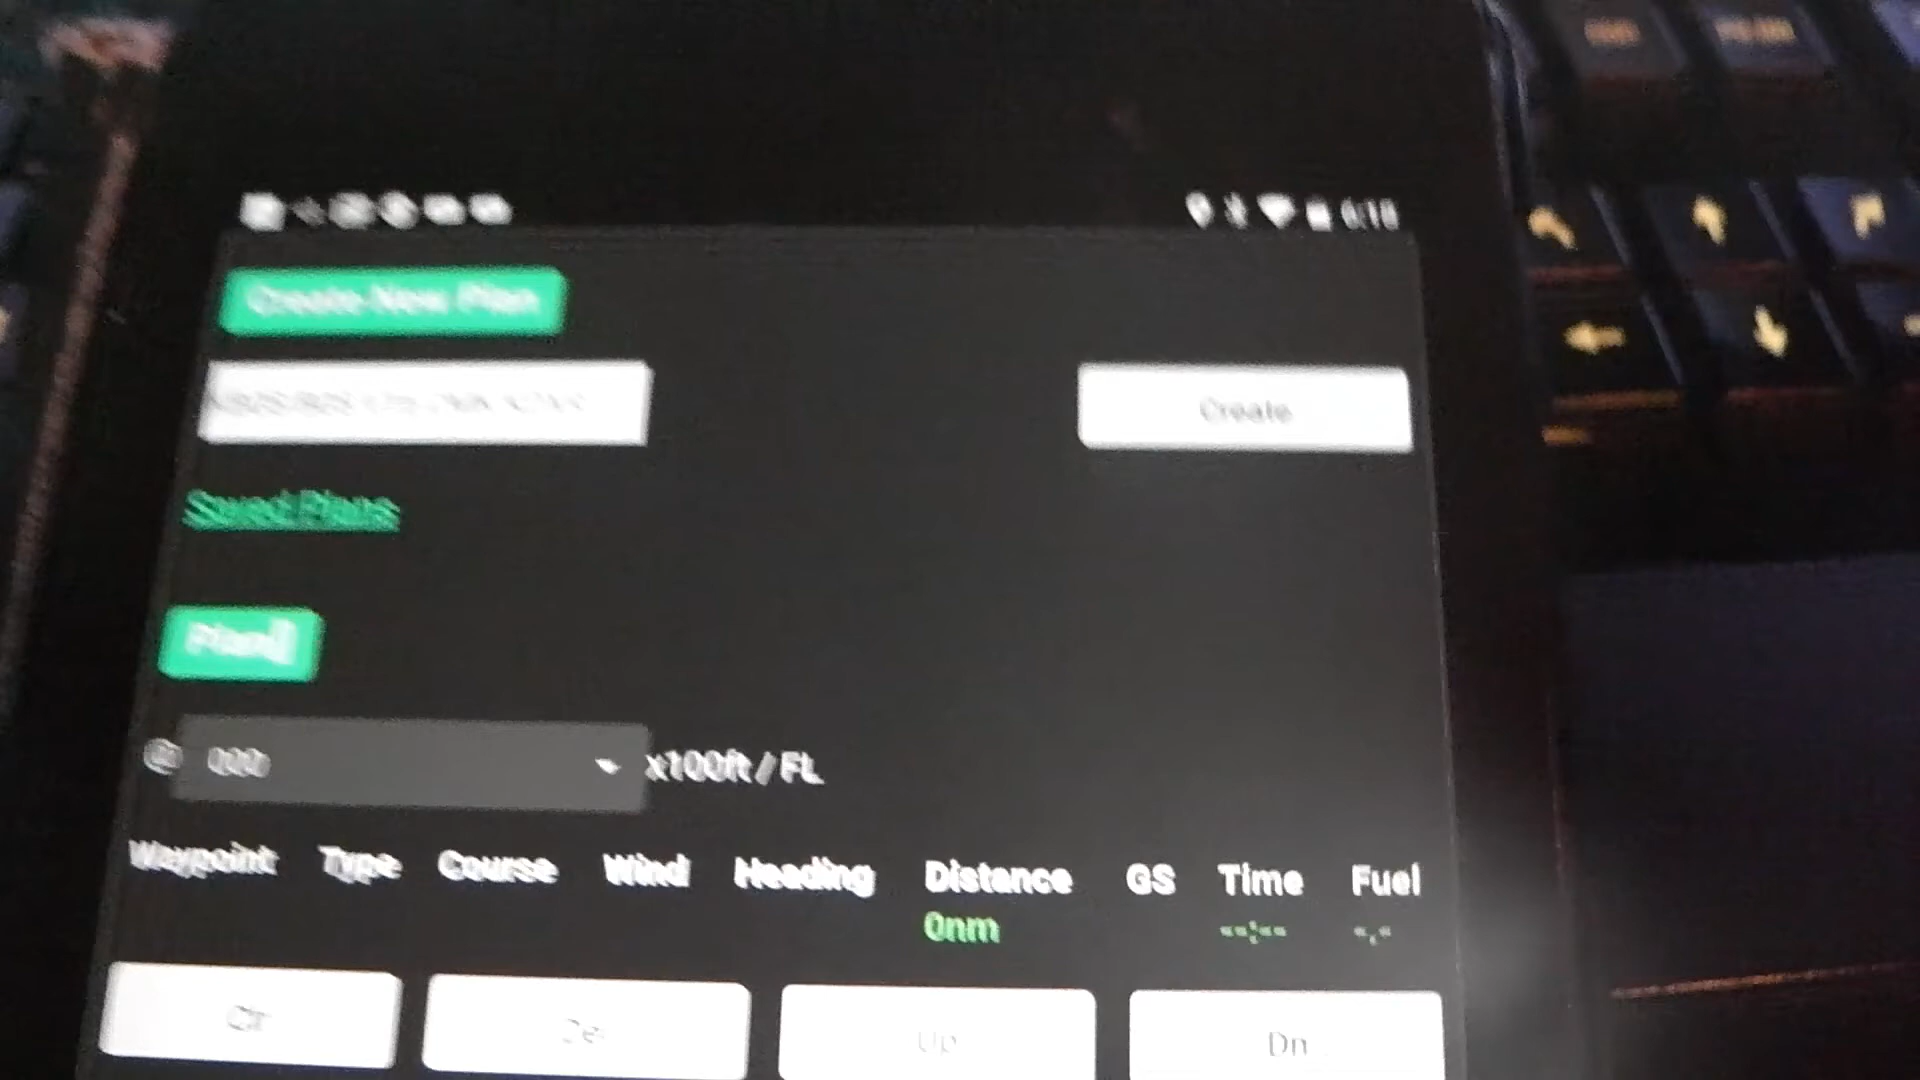 Create New Plan
Create
Saved Plans
Plan
@ 000 x100ft / FL
Waypoint Type Course Wind Heading Distance GS Time Fuel
0nm --:-- -.-
Up Dn